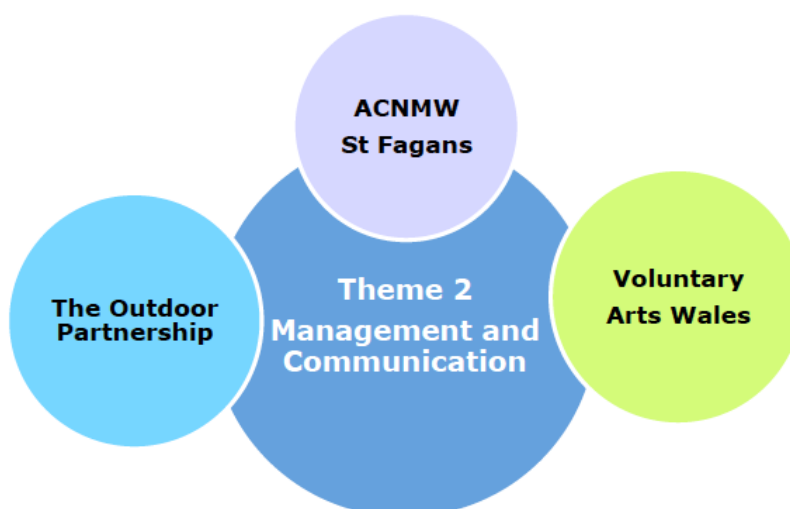 ACNMW
St Fagans
The Outdoor
Partnership
Theme 2
Management and
Communication
Voluntary
Arts Wales